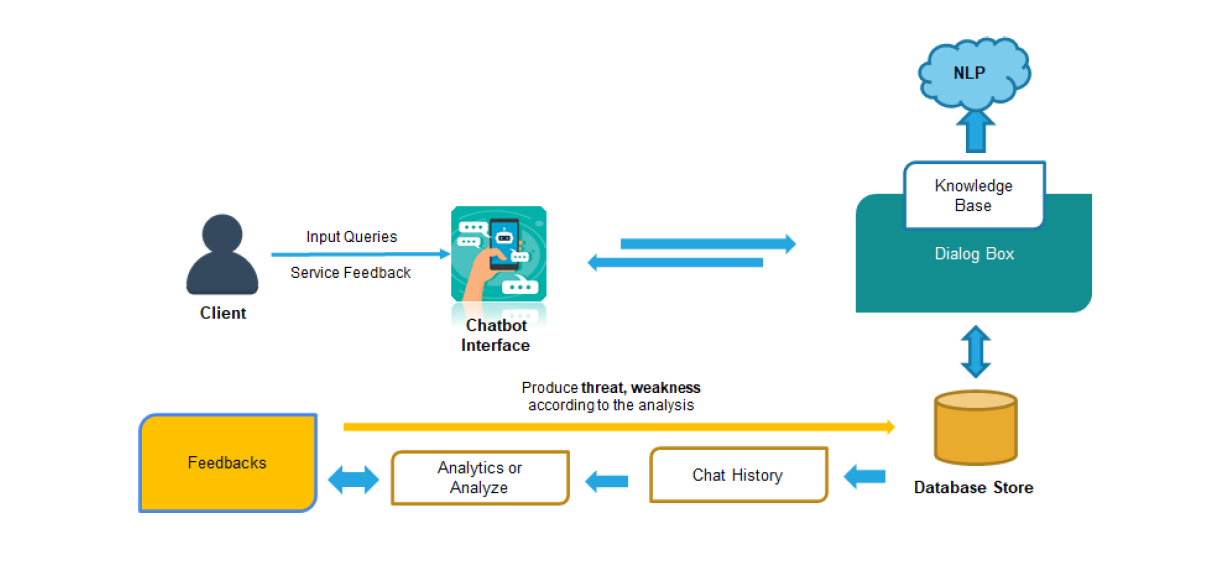 NLP
Knowledge
Base
Dialog Box
Input Queries
Service Feedback
Client
Chatbot
Interface
Produce threat, weakness
according to the analysis
Feedbacks
Analytics or
Analyze
Chat History
Database Store